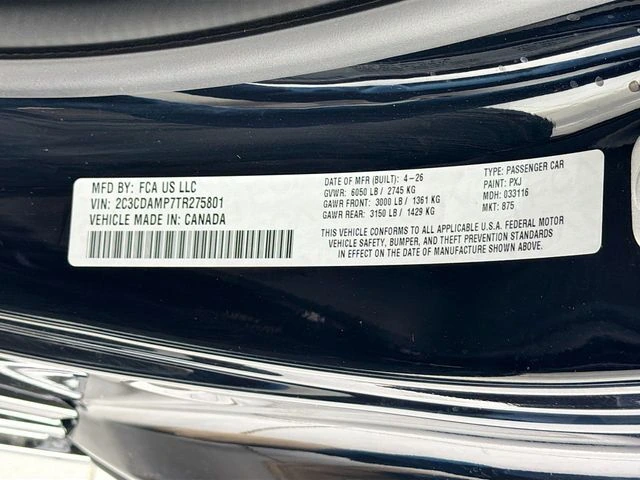 MFD BY: FCA US LLC
VIN: 2C3CDAMP7TR275801
VEHICLE MADE IN: CANADA
DATE OF MFR (BUILT): 4-26
GVWR: 6050 LB / 2745 KG
GAWR FRONT: 3000 LB / 1361 KG
GAWR REAR: 3150 LB / 1429 KG
TYPE: PASSENGER CAR
PAINT: PXJ
MDH: 033116
MKT: 875
THIS VEHICLE CONFORMS TO ALL APPLICABLE U.S.A. FEDERAL MOTOR
VEHICLE SAFETY, BUMPER, AND THEFT PREVENTION STANDARDS
IN EFFECT ON THE DATE OF MANUFACTURE SHOWN ABOVE.